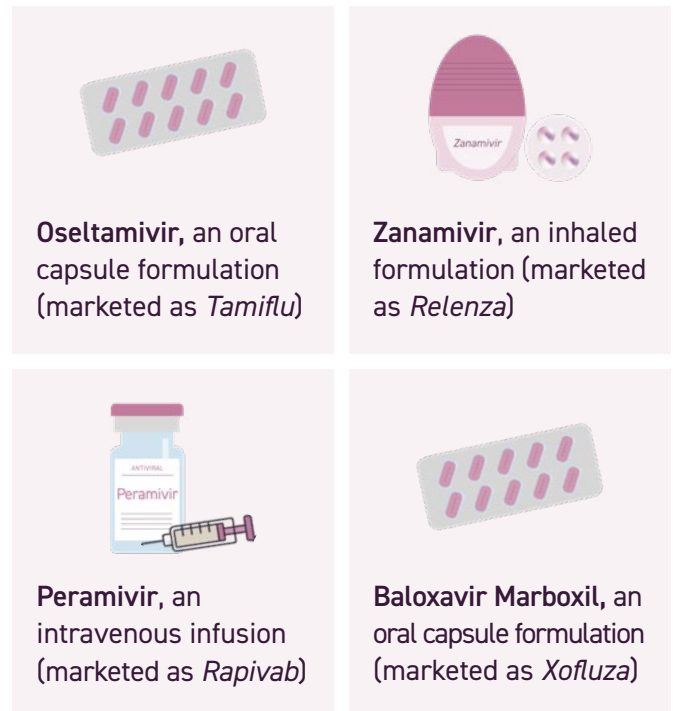 Oseltamivir, an oral
capsule formulation
(marketed as Tamiflu)
Zanamivir
Zanamivir, an inhaled
formulation (marketed
as Relenza)
ANTIVIRAL
Peramivir
Peramivir, an
intravenous infusion
(marketed as Rapivab)
Baloxavir Marboxil, an
oral capsule formulation
(marketed as Xofluza)